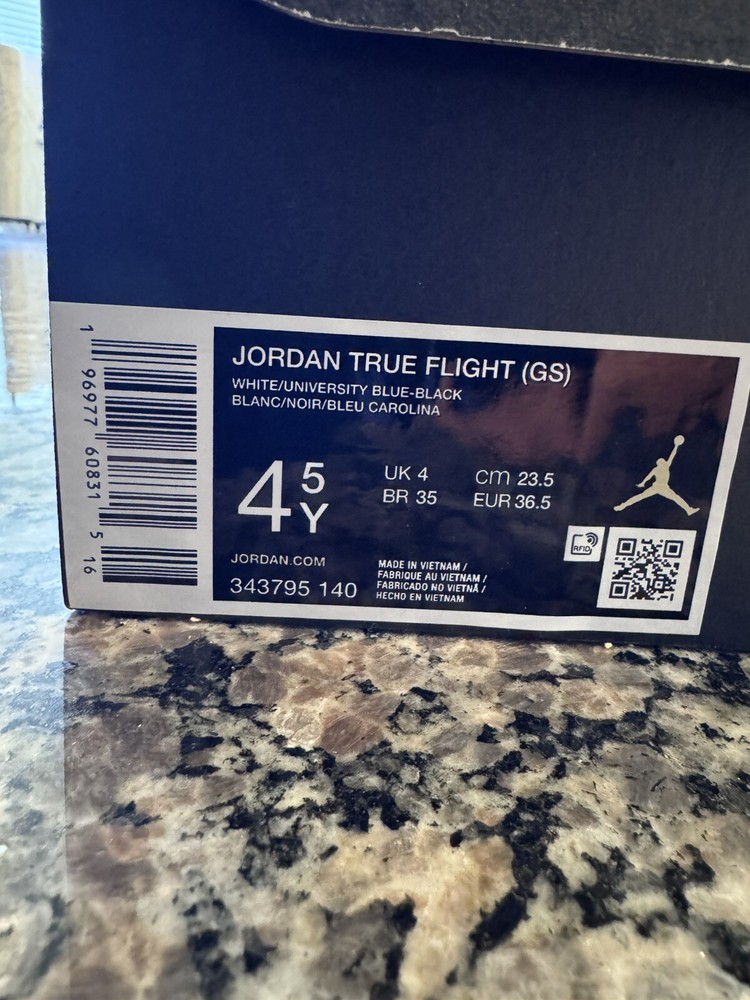 1 96977 60831 5 16
JORDAN TRUE FLIGHT (GS)
WHITE/UNIVERSITY BLUE-BLACK
BLANC/NOIR/BLEU CAROLINA
4 5 Y
UK 4
BR 35
cm 23.5
EUR 36.5
RFID
JORDAN.COM
343795 140
MADE IN VIETNAM /
FABRIQUE AU VIETNAM /
FABRICADO NO VIETNÃ /
HECHO EN VIETNAM